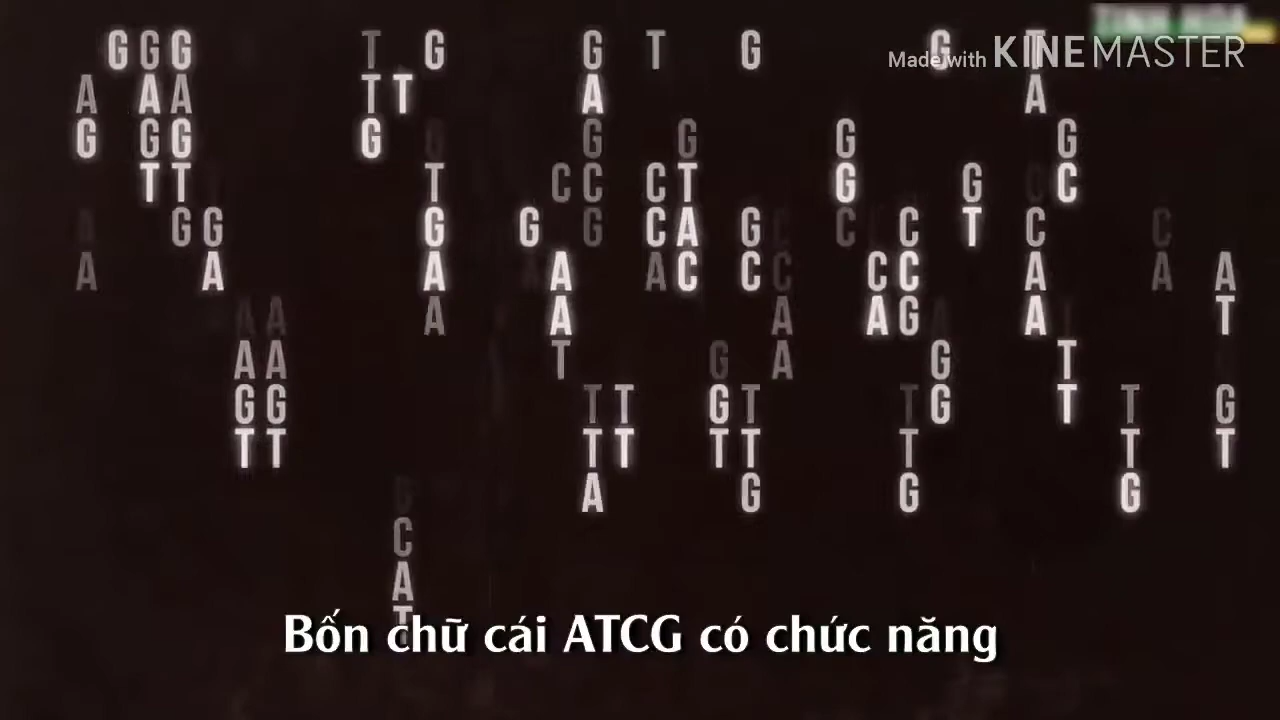 G G G T G G T G G T
Made with KINEMASTER
A A A T T A A
G G G G G G G G
T T T C C C T G G C
G G T G G C A G C C T C C
A A A A A C C C C A A A
A A A A A G A
A A T G A G T
G G T T G T T G T G
T T T T T T T T T
A G G G
C
A
T
Bốn chữ cái ATCG có chức năng